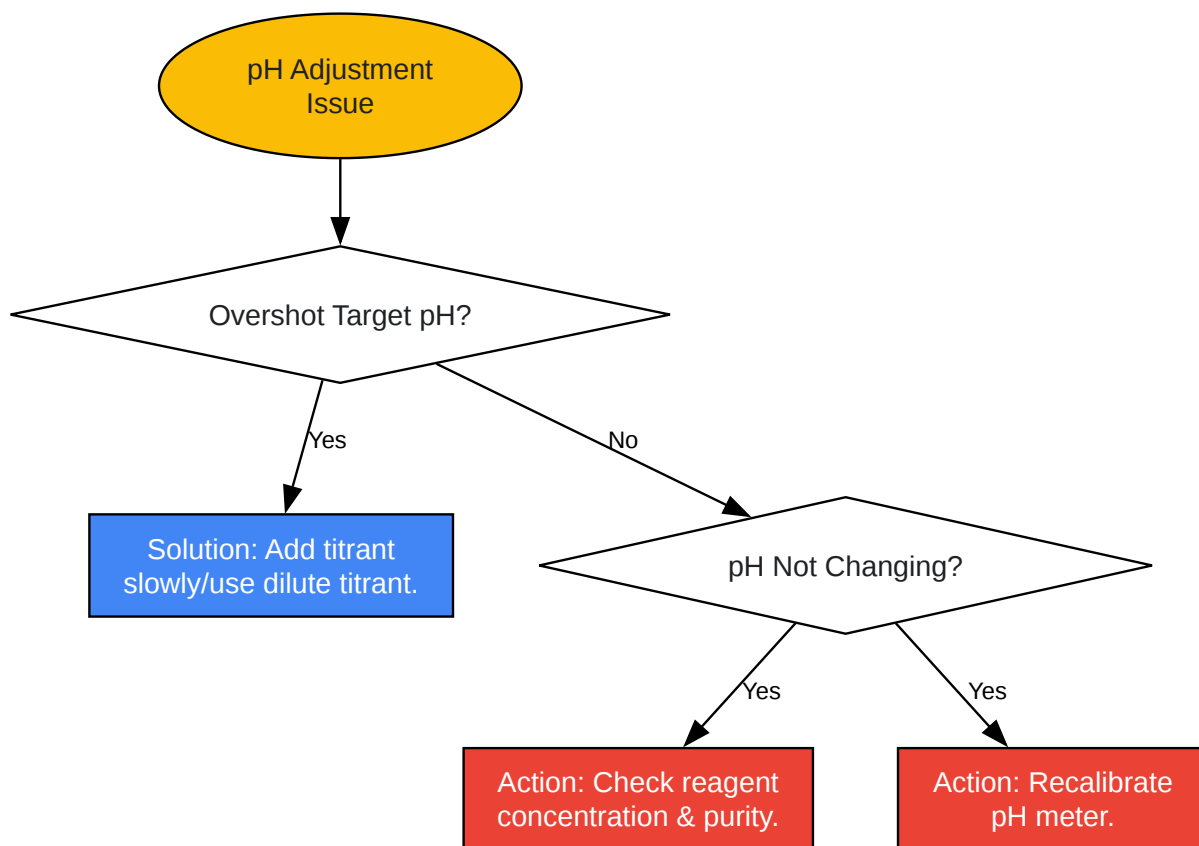 pH Adjustment
Issue
Overshot Target pH?
Yes
No
Solution: Add titrant
slowly/use dilute titrant.
pH Not Changing?
Yes
Yes
Action: Check reagent
concentration & purity.
Action: Recalibrate
pH meter.